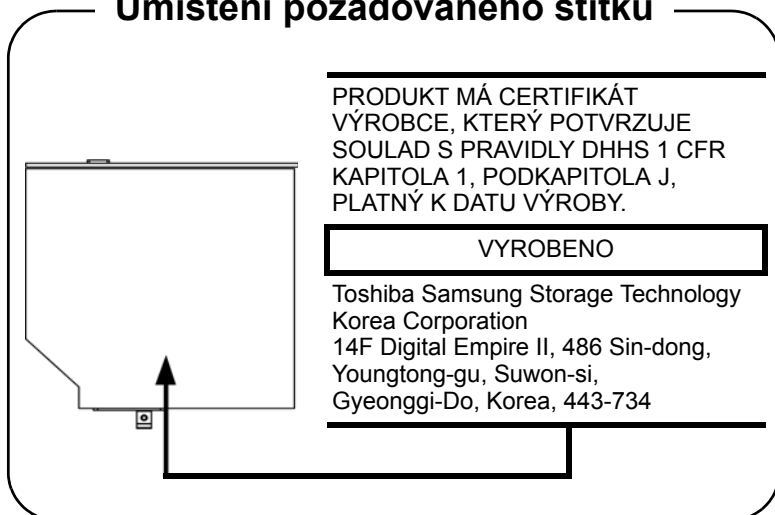 Umístění požadovaného štítku
PRODUKT MÁ CERTIFIKÁT
VÝROBCE, KTERÝ POTVRZUJE
SOULAD S PRAVIDLY DHHS 1 CFR
KAPITOLA 1, PODKAPITOLA J,
PLATNÝ K DATU VÝROBY.
VYROBENO
Toshiba Samsung Storage Technology
Korea Corporation
14F Digital Empire II, 486 Sin-dong,
Youngtong-gu, Suwon-si,
Gyeonggi-Do, Korea, 443-734